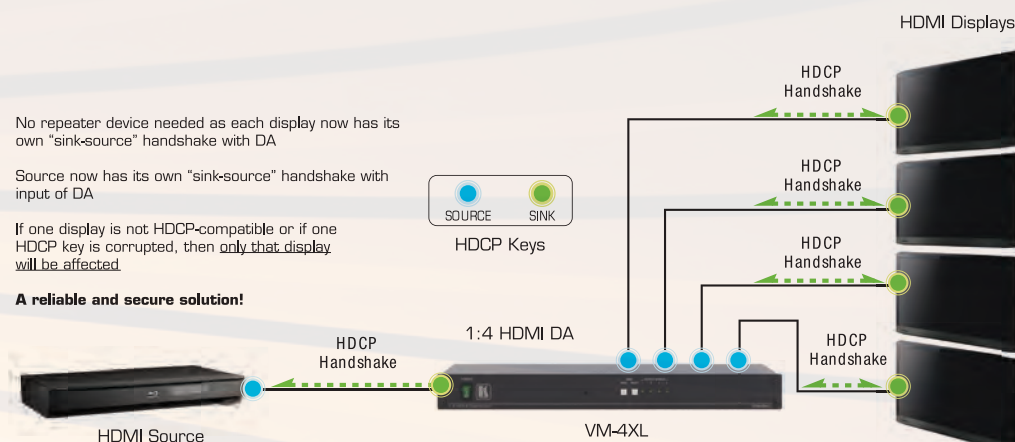 HDMI Displays
HDCP
Handshake
No repeater device needed as each display now has its
own “sink-source” handshake with DA
Source now has its own “sink-source” handshake with
input of DA
If one display is not HDCP-compatible or if one
HDCP key is corrupted, then only that display
will be affected
A reliable and secure solution!
SOURCE
SINK
HDCP Keys
HDCP
Handshake
HDCP
Handshake
1:4 HDMI DA
HDCP
Handshake
HDCP
Handshake
HDMI Source
VM-4XL